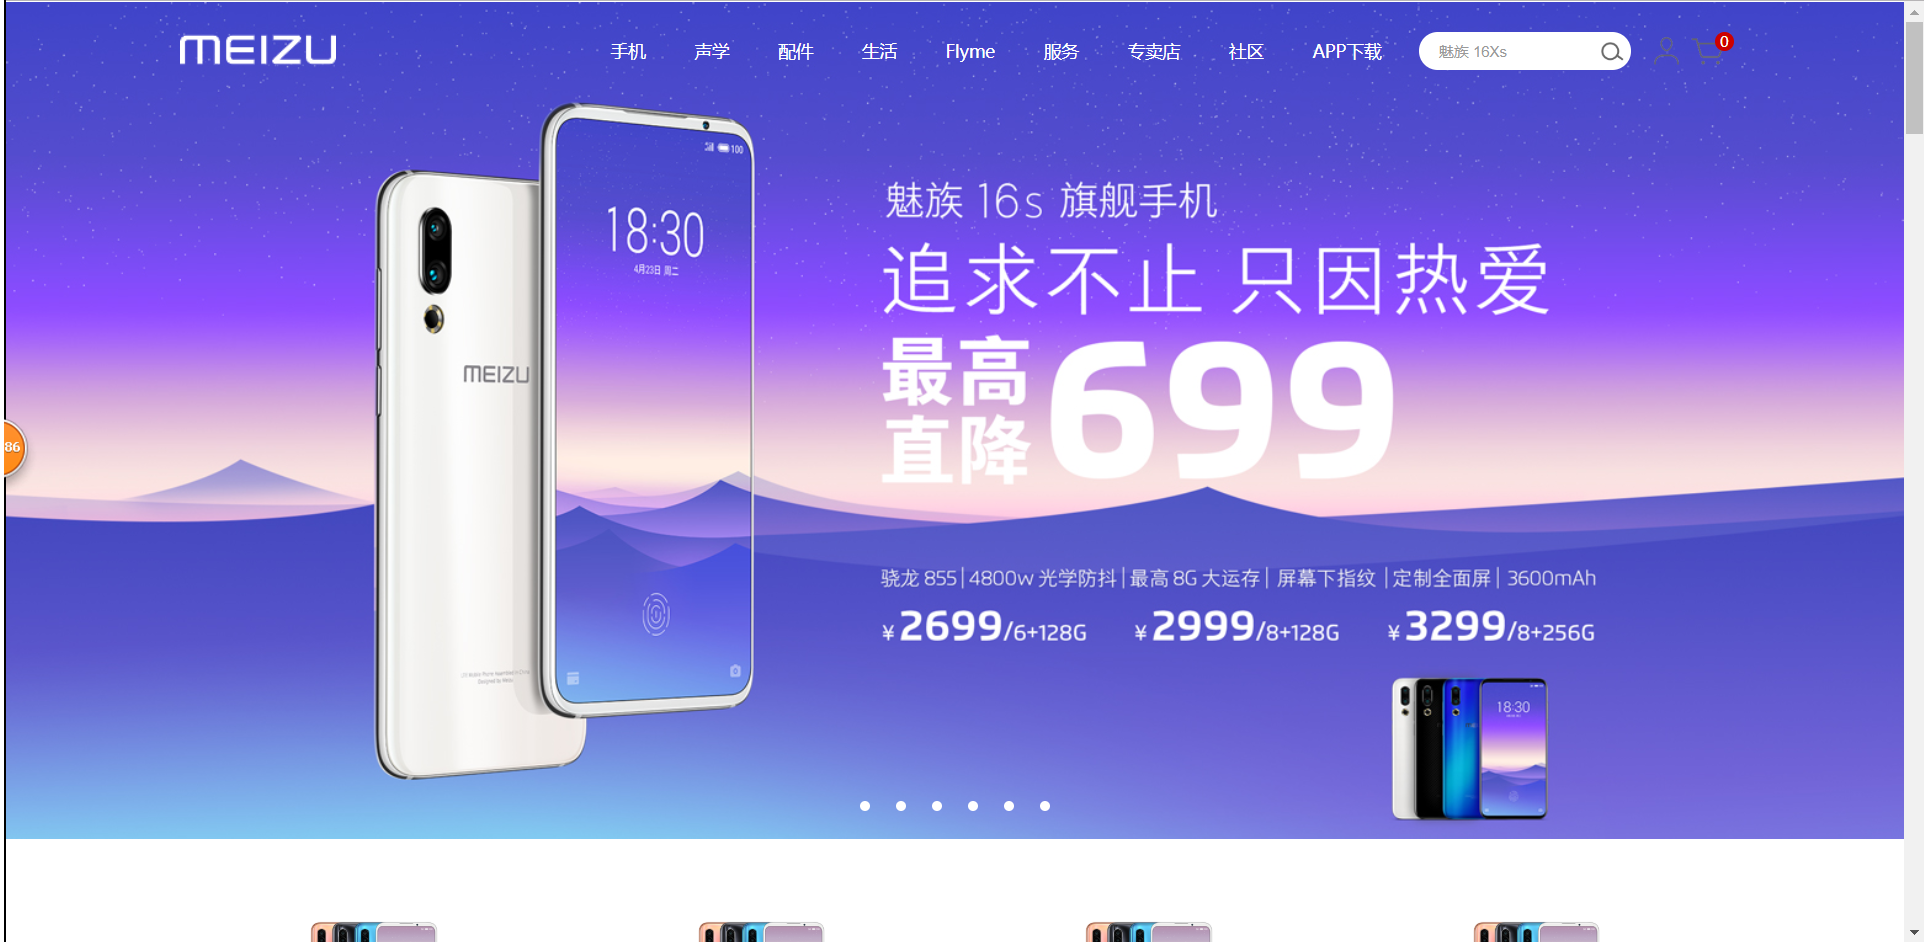 MEIZU 手机 声学 配件 生活 Flyme 服务 专卖店 社区 APP下载 魅族 16Xs 0
100
18:30
4月23日 周二
MEIZU
魅族 16s 旗舰手机
追求不止 只因热爱
最高
直降 699
86
骁龙 855 | 4800w 光学防抖 | 最高 8G 大运存 | 屏幕下指纹 | 定制全面屏 | 3600mAh
¥ 2699/6+128G ¥ 2999/8+128G ¥ 3299/8+256G
18:30